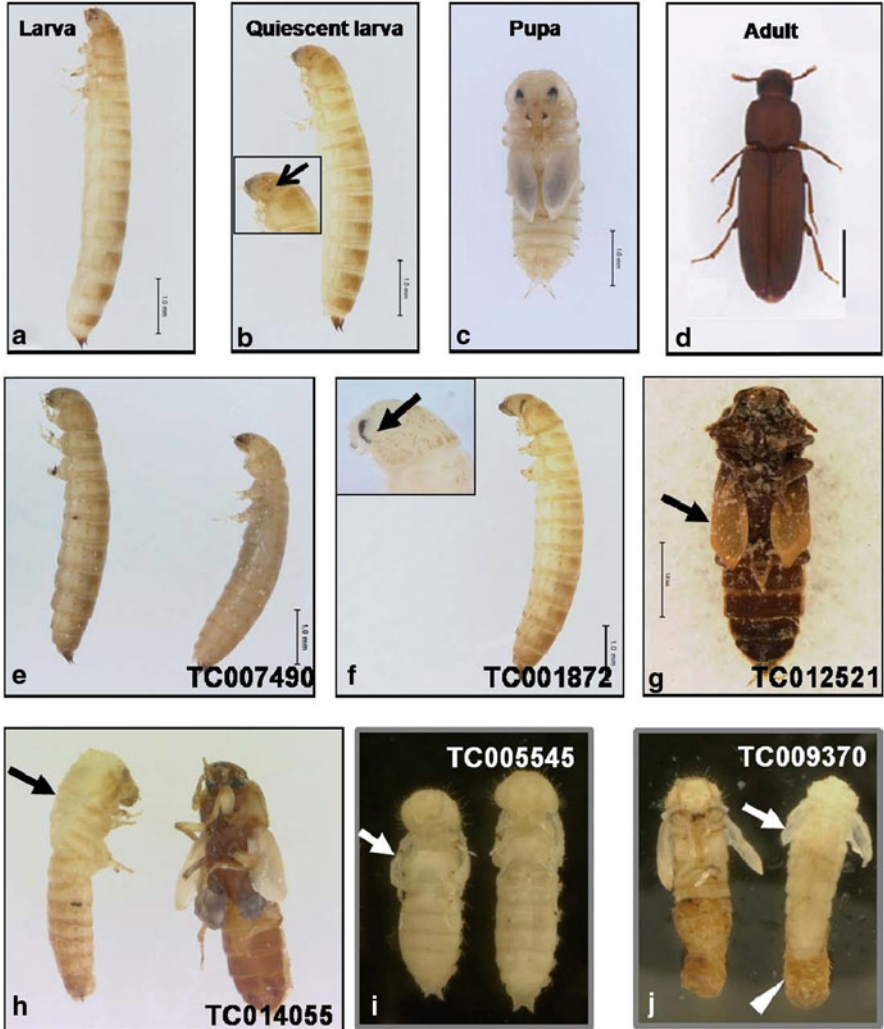 Larva
Quiescent larva
Pupa
Adult
1.0 mm
1.0 mm
1.0 mm
a
b
c
d
1.0 mm
1.0 mm
e
TC007490
f
TC001872
g
TC012521
TC005545
TC009370
h
TC014055
i
j